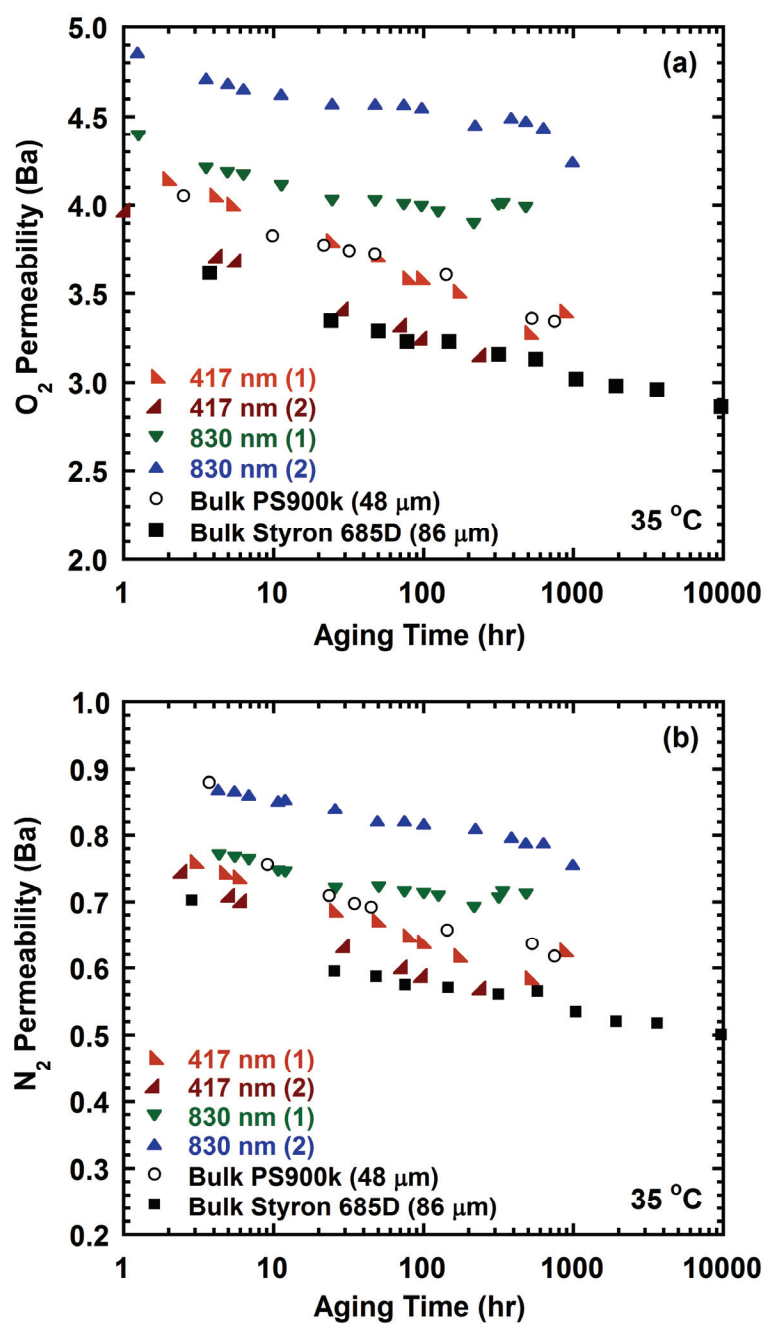 5.0
(a)
4.5
4.0
3.5
3.0
2.5
2.0
O2 Permeability (Ba)
417 nm (1)
417 nm (2)
830 nm (1)
830 nm (2)
Bulk PS900k (48 μm)
Bulk Styron 685D (86 μm)
35 °C
1 10 100 1000 10000
Aging Time (hr)
1.0
(b)
0.9
0.8
0.7
0.6
0.5
0.4
0.3
0.2
N2 Permeability (Ba)
417 nm (1)
417 nm (2)
830 nm (1)
830 nm (2)
Bulk PS900k (48 μm)
Bulk Styron 685D (86 μm)
35 °C
1 10 100 1000 10000
Aging Time (hr)